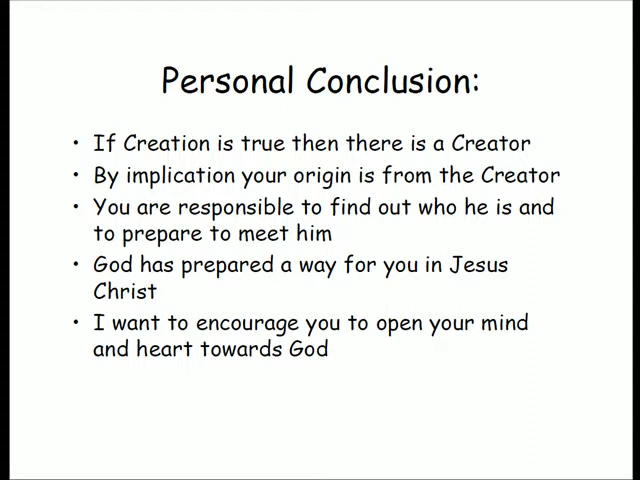 Personal Conclusion:
• If Creation is true then there is a Creator
• By implication your origin is from the Creator
• You are responsible to find out who he is and
to prepare to meet him
• God has prepared a way for you in Jesus
Christ
• I want to encourage you to open your mind
and heart towards God